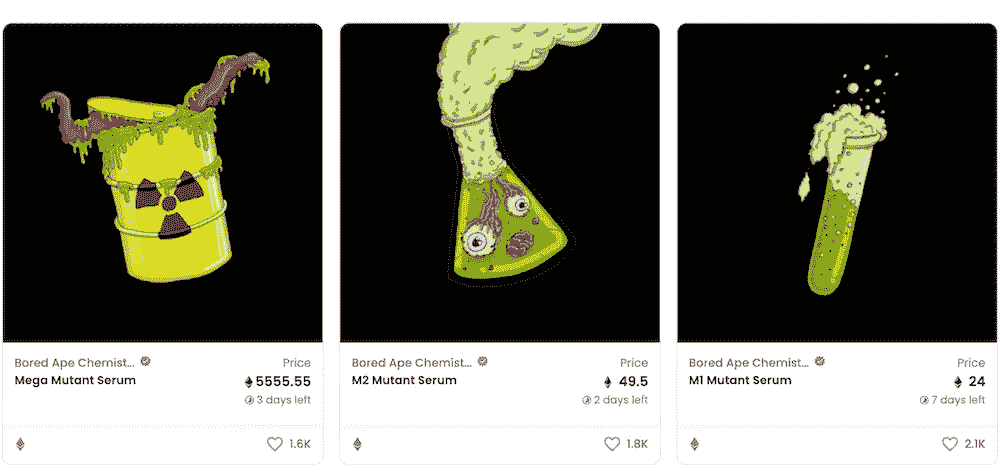 Bored Ape Chemist...
Price
Mega Mutant Serum
5555.55
3 days left
1.6K
Bored Ape Chemist...
Price
M2 Mutant Serum
49.5
2 days left
1.8K
Bored Ape Chemist...
Price
M1 Mutant Serum
24
7 days left
2.1K